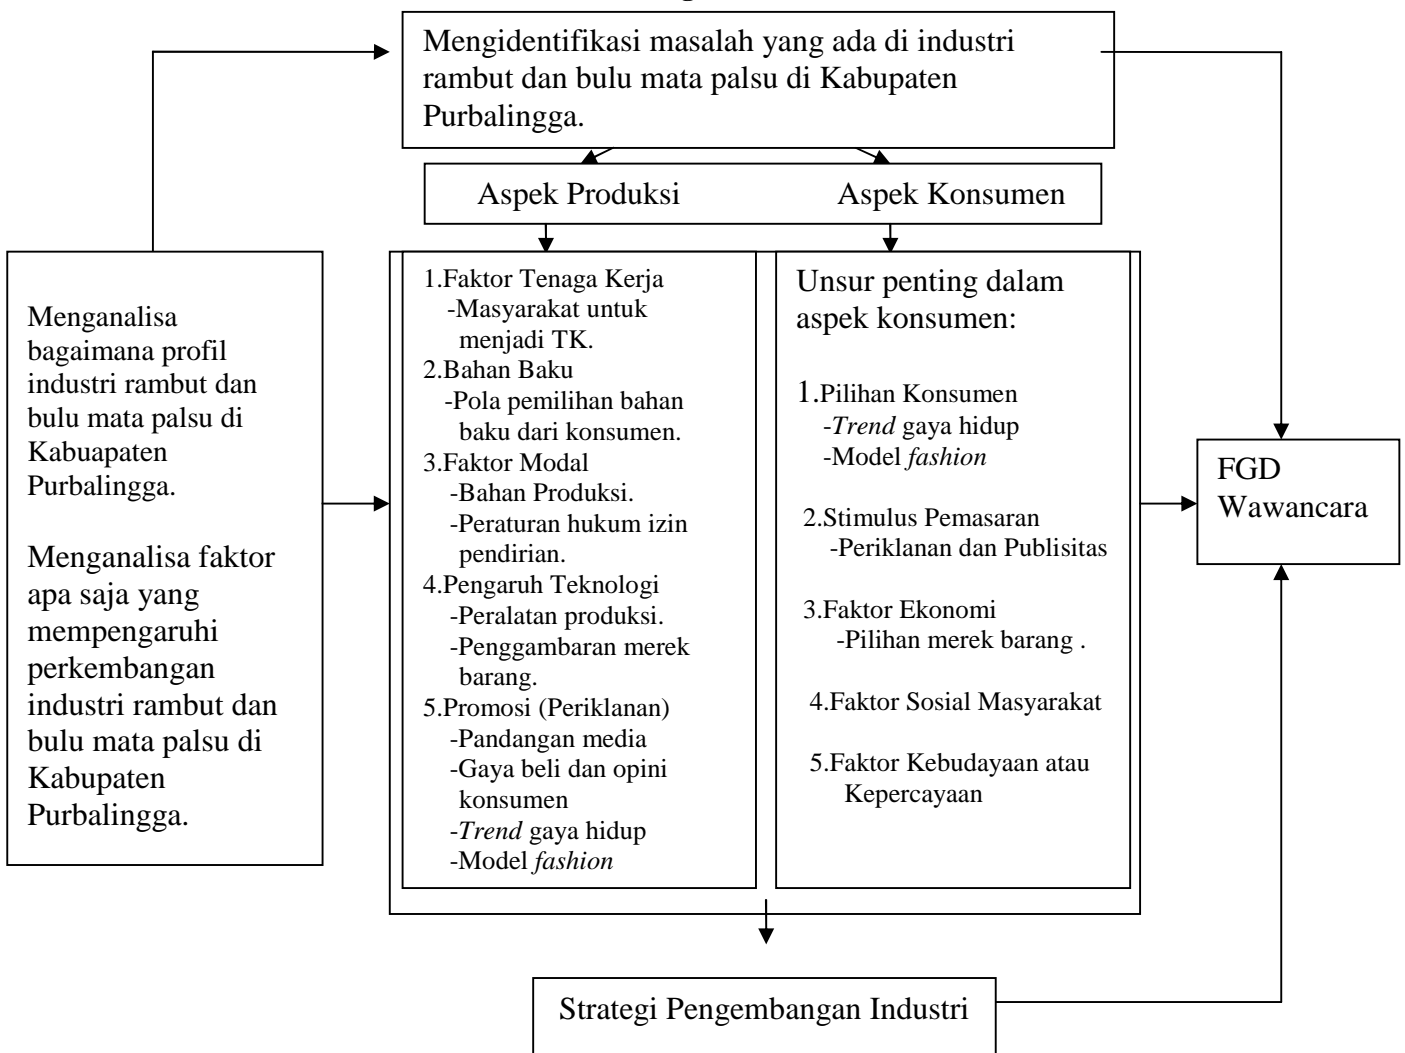 Mengidentifikasi masalah yang ada di industri
rambut dan bulu mata palsu di Kabupaten
Purbalingga.
Aspek Produksi
Aspek Konsumen
Menganalisa
bagaimana profil
industri rambut dan
bulu mata palsu di
Kabuapaten
Purbalingga.
Menganalisa faktor
apa saja yang
mempengaruhi
perkembangan
industri rambut dan
bulu mata palsu di
Kabupaten
Purbalingga.
1.Faktor Tenaga Kerja
-Masyarakat untuk
menjadi TK.
2.Bahan Baku
-Pola pemilihan bahan
baku dari konsumen.
3.Faktor Modal
-Bahan Produksi.
-Peraturan hukum izin
pendirian.
4.Pengaruh Teknologi
-Peralatan produksi.
-Penggambaran merek
barang.
5.Promosi (Periklanan)
-Pandangan media
-Gaya beli dan opini
konsumen
-Trend gaya hidup
-Model fashion
Unsur penting dalam
aspek konsumen:
1.Pilihan Konsumen
-Trend gaya hidup
-Model fashion
2.Stimulus Pemasaran
-Periklanan dan Publisitas
3.Faktor Ekonomi
-Pilihan merek barang .
4.Faktor Sosial Masyarakat
5.Faktor Kebudayaan atau
Kepercayaan
FGD
Wawancara
Strategi Pengembangan Industri